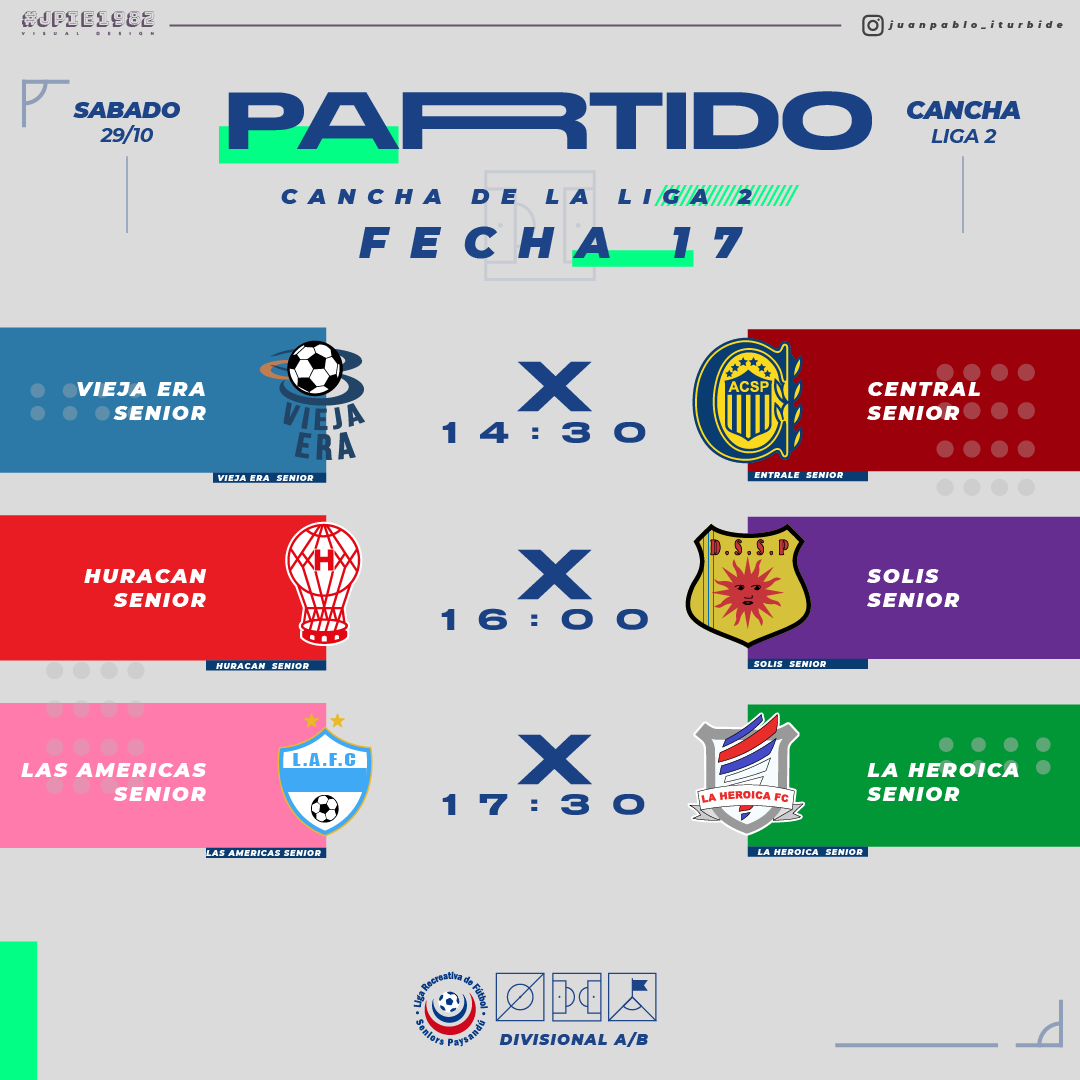 #JPIE1982
VISUAL DESIGN
juanpablo_iturbide
SABADO
29/10
PARTIDO
CANCHA
LIGA 2
CANCHA DE LA LIGA 2
FECHA 17
VIEJA ERA
SENIOR
VIEJA
ERA
VIEJA ERA SENIOR
X
14:30
ACSP
CENTRAL
SENIOR
ENTRALE SENIOR
HURACAN
SENIOR
H
HURACAN SENIOR
X
16:00
D.S.S.P
SOLIS
SENIOR
SOLIS SENIOR
LAS AMERICAS
SENIOR
L.A.F.C
LAS AMERICAS SENIOR
X
17:30
LA HEROICA FC
LA HEROICA
SENIOR
LA HEROICA SENIOR
Liga Recreativa de Fútbol
Seniors Paysandú
DIVISIONAL A/B